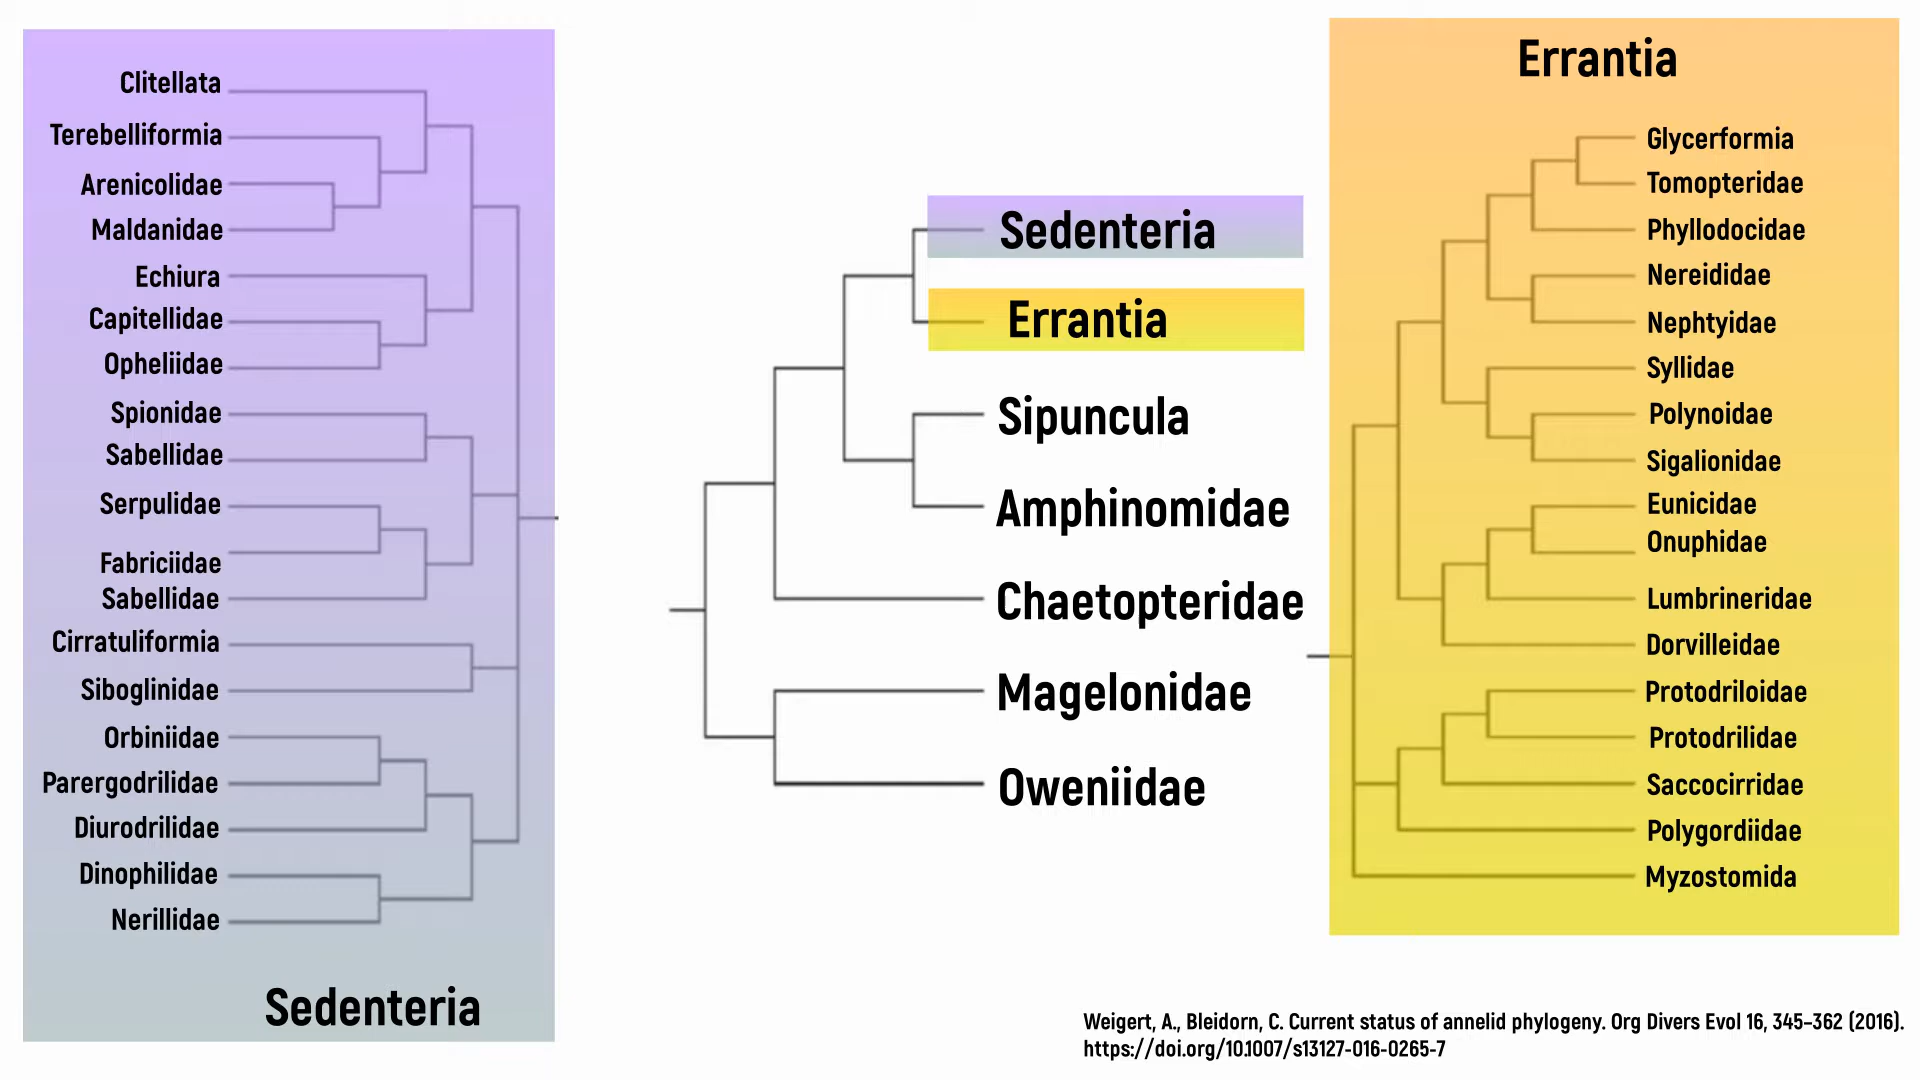 Clitellata
Terebelliformia
Arenicolidae
Maldanidae
Echiura
Capitellidae
Opheliidae
Spionidae
Sabellidae
Serpulidae
Fabriciidae
Sabellidae
Cirratuliformia
Siboglinidae
Orbiniidae
Parergodrilidae
Diurodrilidae
Dinophilidae
Nerillidae
Sedenteria
Sedenteria
Errantia
Sipuncula
Amphinomidae
Chaetopteridae
Magelonidae
Oweniidae
Errantia
Glycerformia
Tomopteridae
Phyllodocidae
Nereididae
Nephtyidae
Syllidae
Polynoidae
Sigalionidae
Eunicidae
Onuphidae
Lumbrineridae
Dorvilleidae
Protodriloidae
Protodrilidae
Saccocirridae
Polygordiidae
Myzostomida
Weigert, A., Bleidorn, C. Current status of annelid phylogeny. Org Divers Evol 16, 345–362 (2016).
https://doi.org/10.1007/s13127-016-0265-7